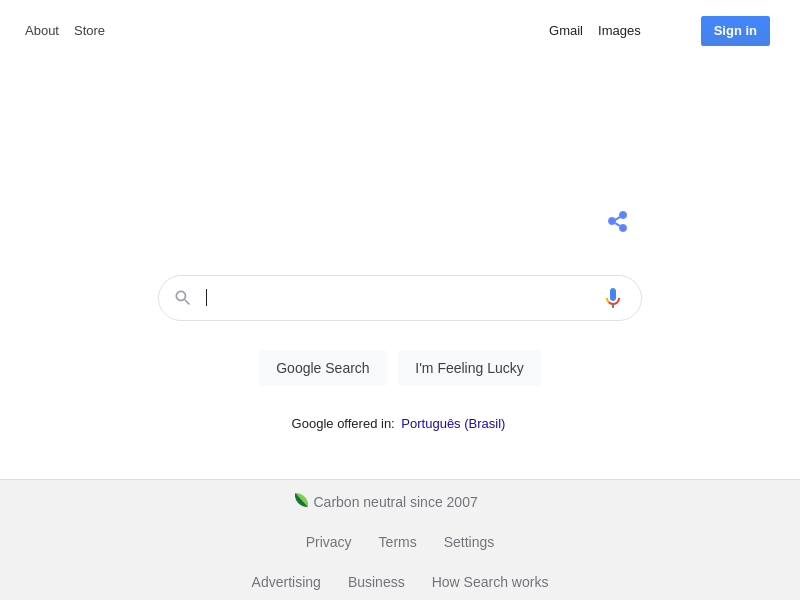 About Store Gmail Images Sign in
Google Search I'm Feeling Lucky
Google offered in: Português (Brasil)
Carbon neutral since 2007
Privacy Terms Settings
Advertising Business How Search works